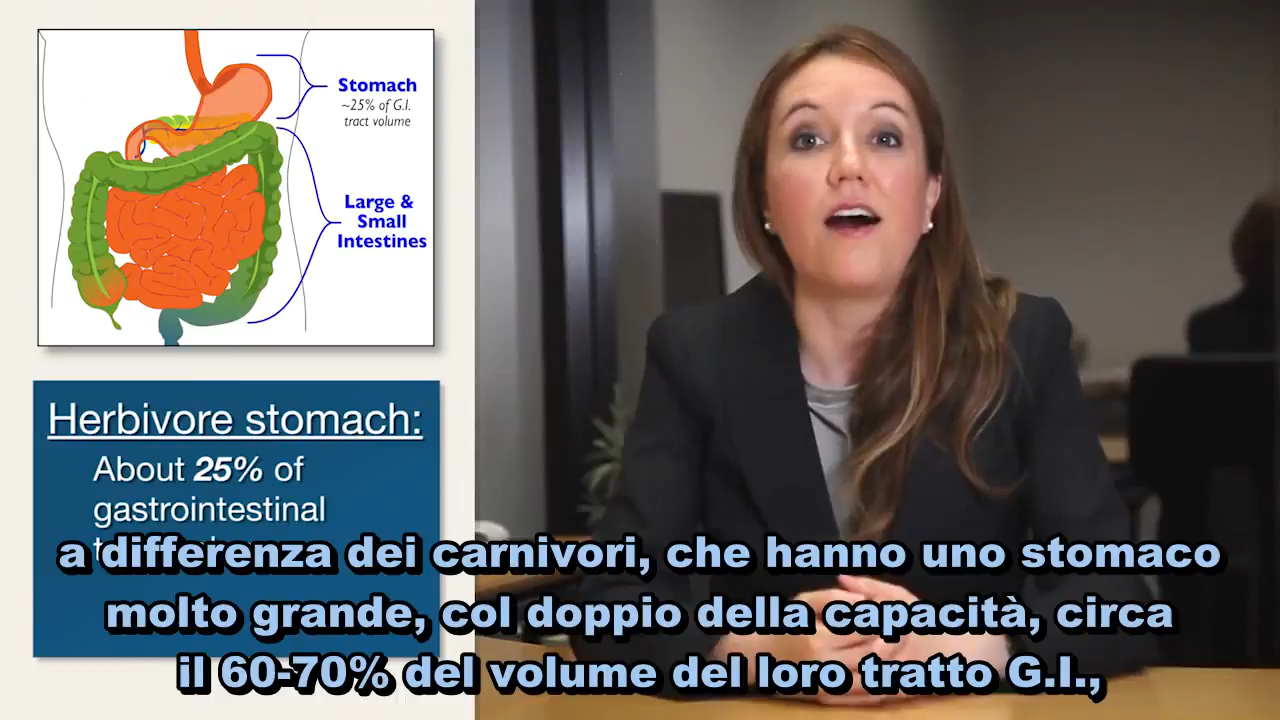 Stomach
~25% of G.I.
tract volume
Large &
Small
Intestines
Herbivore stomach:
About 25% of
gastrointestinal
a differenza dei carnivori, che hanno uno stomaco
molto grande, col doppio della capacità, circa
il 60-70% del volume del loro tratto G.I.,